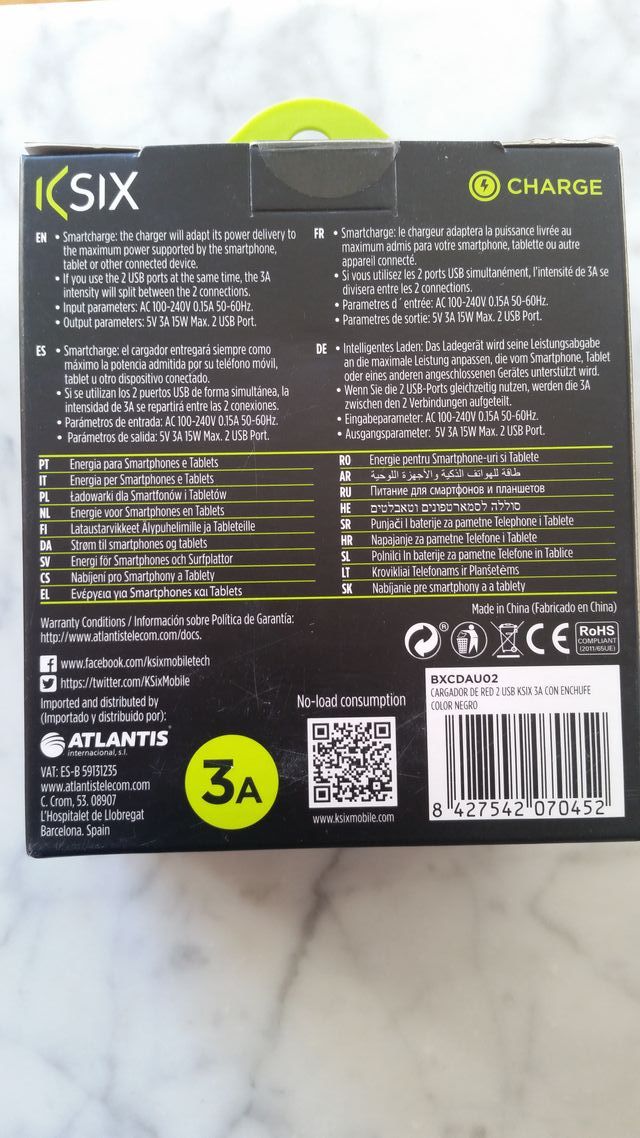 KSIX
CHARGE
EN • Smartcharge: the charger will adapt its power delivery to
the maximum power supported by the smartphone,
tablet or other connected device.
• If you use the 2 USB ports at the same time, the 3A
intensity will split between the 2 connections.
• Input parameters: AC 100-240V 0.15A 50-60Hz.
• Output parameters: 5V 3A 15W Max. 2 USB Port.
FR • Smartcharge: le chargeur adaptera la puissance livrée au
maximum admis para votre smartphone, tablette ou autre
appareil connecté.
• Si vous utilisez les 2 ports USB simultanément, l'intensité de 3A se
divisera entre les 2 connections.
• Parametres d´entrée: AC 100-240V 0.15A 50-60Hz.
• Parametres de sortie: 5V 3A 15W Max. 2 USB Port.
ES • Smartcharge: el cargador entregará siempre como
máximo la potencia admitida por su teléfono móvil,
tablet u otro dispositivo conectado.
• Si se utilizan los 2 puertos USB de forma simultánea, la
intensidad de 3A se repartirá entre las 2 conexiones.
• Parámetros de entrada: AC 100-240V 0.15A 50-60Hz.
• Parámetros de salida: 5V 3A 15W Max. 2 USB Port.
DE • Intelligentes Laden: Das Ladegerät wird seine Leistungsabgabe
an die maximale Leistung anpassen, die vom Smartphone, Tablet
oder eines anderen angeschlossenen Gerätes unterstützt wird.
• Wenn Sie die 2 USB-Ports gleichzeitig nutzen, werden die 3A
zwischen den 2 Verbindungen aufgeteilt.
• Eingabeparameter: AC 100-240V 0.15A 50-60Hz.
• Ausgangsparameter: 5V 3A 15W Max. 2 USB Port.
PT Energia para Smartphones e Tablets
IT Energia per Smartphones e Tablets
PL Ładowarki dla Smartfonów i Tabletów
NL Energie voor Smartphones en Tablets
FI Lataustarvikkeet Älypuhelimille ja Tableteille
DA Strøm til smartphones og tablets
SV Energi för Smartphones och Surfplattor
CS Nabíjení pro Smartphony a Tablety
EL Ενέργεια για Smartphones και Tablets
RO Energie pentru Smartphone-uri si Tablete
AR طاقة للهواتف الذكية والأجهزة اللوحية
RU Питание для смартфонов и планшетов
HE סוללה לסמארטפונים וטאבלטים
SR Punjači I baterije za pametne Telephone i Tablete
HR Napajanje za pametne Telefone i Tablete
SL Polnilci In baterije za pametne Telefone in Tablice
LT Krovikliai Telefonams ir Planšetėms
SK Nabíjanie pre smartphony a a tablety
Warranty Conditions / Información sobre Política de Garantía:
http://www.atlantistelecom.com/docs.
www.facebook.com/ksixmobiletech
https://twitter.com/KSixMobile
Imported and distributed by
(Importado y distribuido por):
ATLANTIS
internacional, s.l.
VAT: ES-B 59131235
www.atlantistelecom.com
C. Crom, 53. 08907
L'Hospitalet de Llobregat
Barcelona. Spain
3A
No-load consumption
www.ksixmobile.com
Made in China (Fabricado en China)
® CE RoHS
COMPLIANT
(2011/65UE)
BXCDAU02
CARGADOR DE RED 2 USB KSIX 3A CON ENCHUFE
COLOR NEGRO
8 427542 070452